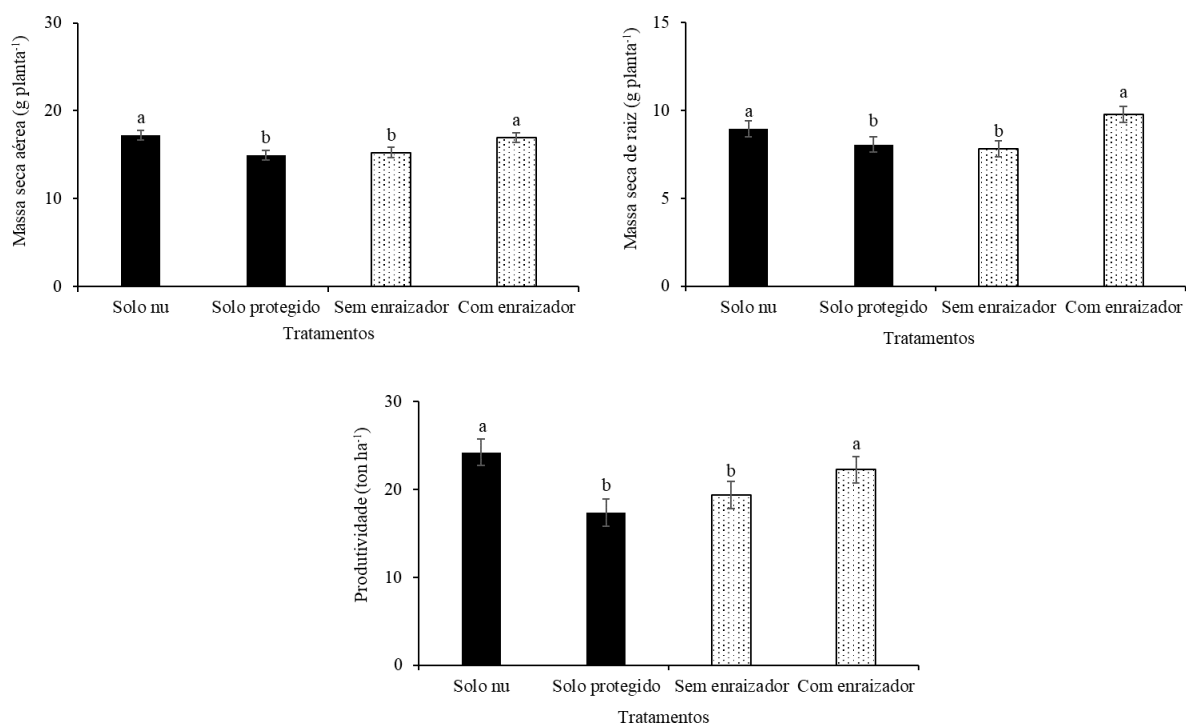 Massa seca aérea (g planta⁻¹)
30
20
10
0
a
b
b
a
Solo nu Solo protegido Sem enraizador Com enraizador
Tratamentos
Massa seca de raiz (g planta⁻¹)
15
10
5
0
a
b
b
a
Solo nu Solo protegido Sem enraizador Com enraizador
Tratamentos
Produtividade (ton ha⁻¹)
30
20
10
0
a
b
b
a
Solo nu Solo protegido Sem enraizador Com enraizador
Tratamentos